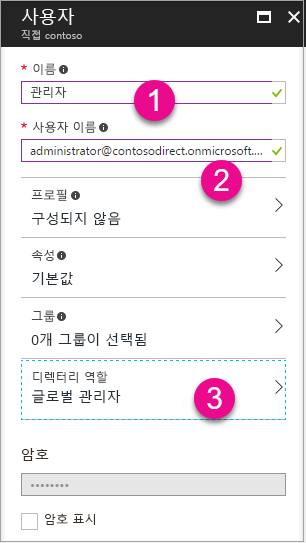 사용자
직접 contoso
* 이름
관리자
1
* 사용자 이름
administrator@contosodirect.onmicrosoft....
2
프로필
구성되지 않음
속성
기본값
그룹
0개 그룹이 선택됨
디렉터리 역할
글로벌 관리자
3
암호
••••••••
암호 표시